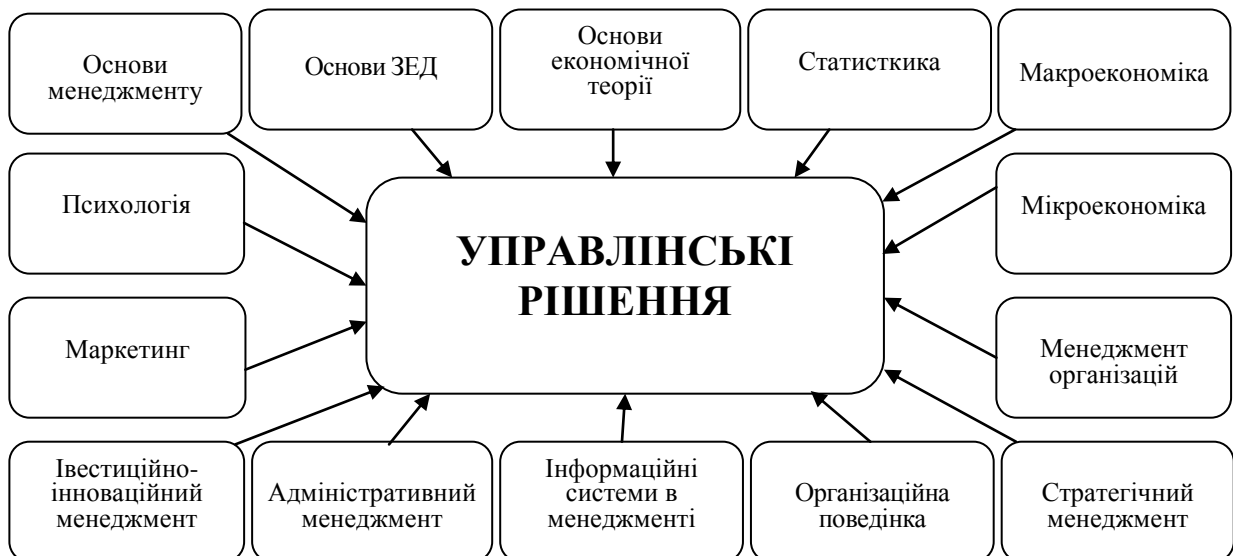 Основи
менеджменту
Основи ЗЕД
Основи
економічної
теорії
Статисткика
Макроекономіка
Психологія
УПРАВЛІНСЬКІ
РІШЕННЯ
Мікроекономіка
Маркетинг
Менеджмент
організацій
Івестиційно-
інноваційний
менеджмент
Адміністративний
менеджмент
Інформаційні
системи в
менеджменті
Організаційна
поведінка
Стратегічний
менеджмент